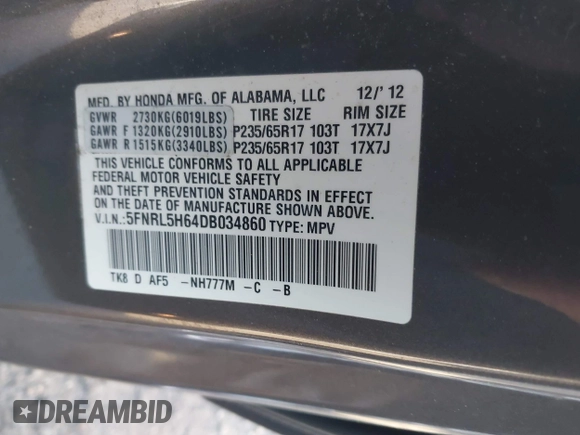 MFD. BY HONDA MFG. OF ALABAMA, LLC 12/'12
GVWR 2730KG(6019LBS) TIRE SIZE RIM SIZE
GAWR F 1320KG(2910LBS) P235/65R17 103T 17X7J
GAWR R 1515KG(3340LBS) P235/65R17 103T 17X7J
THIS VEHICLE CONFORMS TO ALL APPLICABLE
FEDERAL MOTOR VEHICLE SAFETY
AND THEFT PREVENTION STANDARDS IN EFFECT
ON THE DATE OF MANUFACTURE SHOWN ABOVE.
V.I.N.:5FNRL5H64DB034860 TYPE: MPV
TK8 D AF5 -NH777M -C -B
DREAMBID